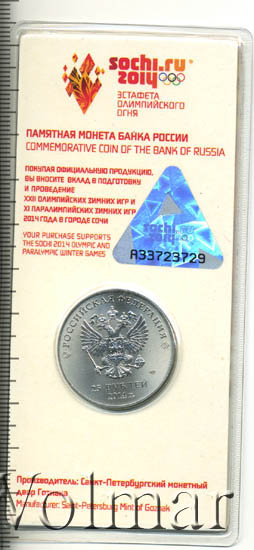 sochi.ru
2014
ЭСТАФЕТА
ОЛИМПИЙСКОГО
ОГНЯ
ПАМЯТНАЯ МОНЕТА БАНКА РОССИИ
COMMEMORATIVE COIN OF THE BANK OF RUSSIA
ПОКУПАЯ ОФИЦИАЛЬНУЮ ПРОДУКЦИЮ,
ВЫ ВНОСИТЕ ВКЛАД В ПОДГОТОВКУ
И ПРОВЕДЕНИЕ
XXII ОЛИМПИЙСКИХ ЗИМНИХ ИГР И
XI ПАРАЛИМПИЙСКИХ ЗИМНИХ ИГР
2014 ГОДА В ГОРОДЕ СОЧИ
YOUR PURCHASE SUPPORTS
THE SOCHI 2014 OLYMPIC AND
PARALYMPIC WINTER GAMES
sochi.ru
2014
A33723729
РОССИЙСКАЯ ФЕДЕРАЦИЯ
25 РУБЛЕЙ
Производитель: Санкт-Петербургский монетный
двор Гознака
Manufacturer: Saint-Petersburg Mint of Goznak
Volmar